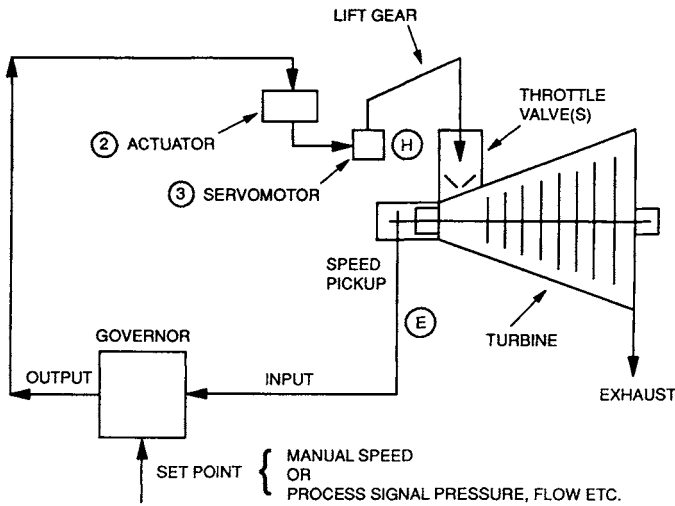 LIFT GEAR
THROTTLE
VALVE(S)
2 ACTUATOR
H
3 SERVOMOTOR
SPEED
PICKUP
E
TURBINE
GOVERNOR
OUTPUT
INPUT
EXHAUST
SET POINT { MANUAL SPEED
OR
PROCESS SIGNAL PRESSURE, FLOW ETC.